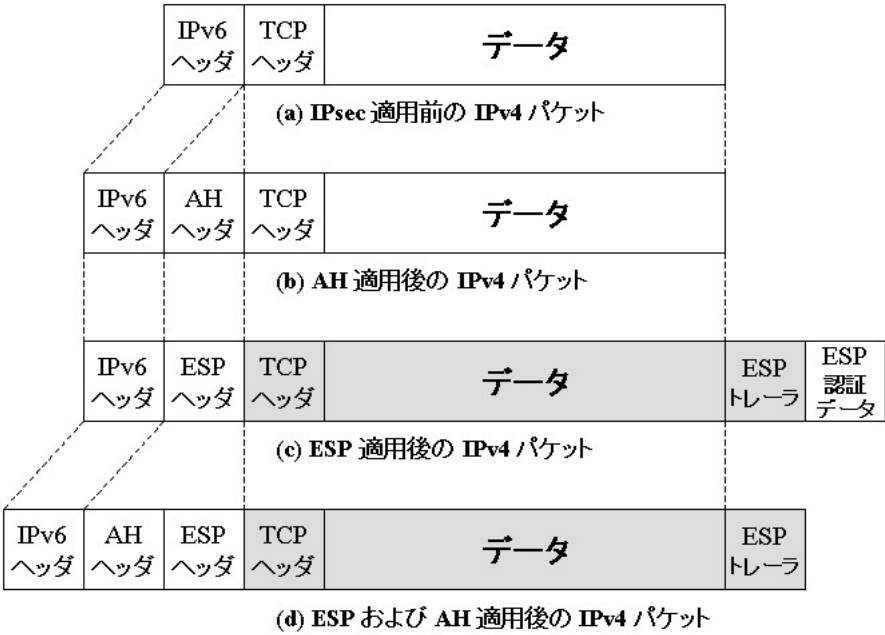 IPv6 TCP データ
ヘッダ ヘッダ
(a) IPsec 適用前の IPv4 パケット
IPv6 AH TCP データ
ヘッダ ヘッダ ヘッダ
(b) AH 適用後の IPv4 パケット
IPv6 ESP TCP データ ESP ESP
ヘッダ ヘッダ ヘッダ トレーラ 認証
データ
(c) ESP 適用後の IPv4 パケット
IPv6 AH ESP TCP データ ESP
ヘッダ ヘッダ ヘッダ ヘッダ トレーラ
(d) ESP および AH 適用後の IPv4 パケット